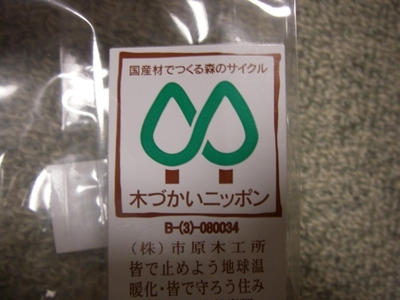 国産材でつくる森のサイクル
木づかいニッポン
B-(3)-080034
(株)市原木工所
皆で止めよう地球温
暖化・皆で守ろう住み